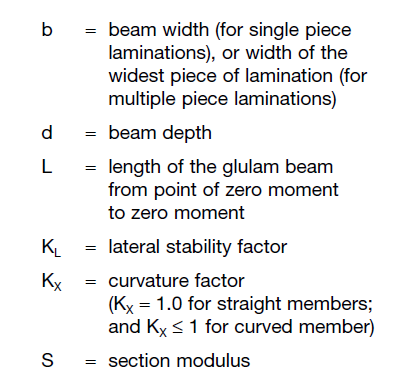 b = beam width (for single piece
laminations), or width of the
widest piece of lamination (for
multiple piece laminations)
d = beam depth
L = length of the glulam beam
from point of zero moment
to zero moment
K_L = lateral stability factor
K_X = curvature factor
(K_X = 1.0 for straight members;
and K_X ≤ 1 for curved member)
S = section modulus